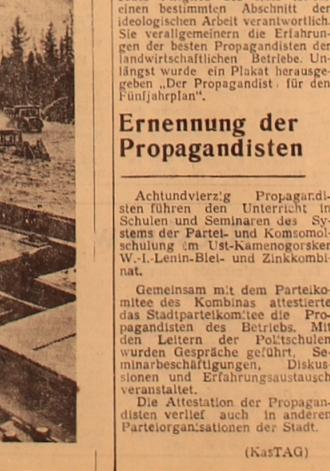 einen bestimmten Abschnitt der
ideologischen Arbeit verantwortlich.
Sie verallgemeinern die Erfahrun-
gen der besten Propagandisten der
landwirtschaftlichen Betriebe. Un-
längst wurde ein Plakat herausge-
geben „Der Propagandist für den
Fünfjahrplan“.
Ernennung der
Propagandisten
Achtundvierzig Propagandi-
sten führen den Unterricht in
Schulen und Seminaren des Sy-
stems der Partei- und Komsomol-
schulung im Ust-Kamenogorsker
W.-I.-Lenin-Blei- und Zinkkombi-
nat.
Gemeinsam mit dem Parteiko-
mitee des Kombinas attestierte
das Stadtparteikomitee die Pro-
pagandisten des Betriebs. Mit
den Leitern der Politschulen
wurden Gespräche geführt, Se-
minarbeschäftigungen, Diskus-
sionen und Erfahrungsaustausch
veranstaltet.
Die Attestation der Propagan-
disten verlief auch in anderen
Parteiorganisationen der Stadt.
(KasTAG)